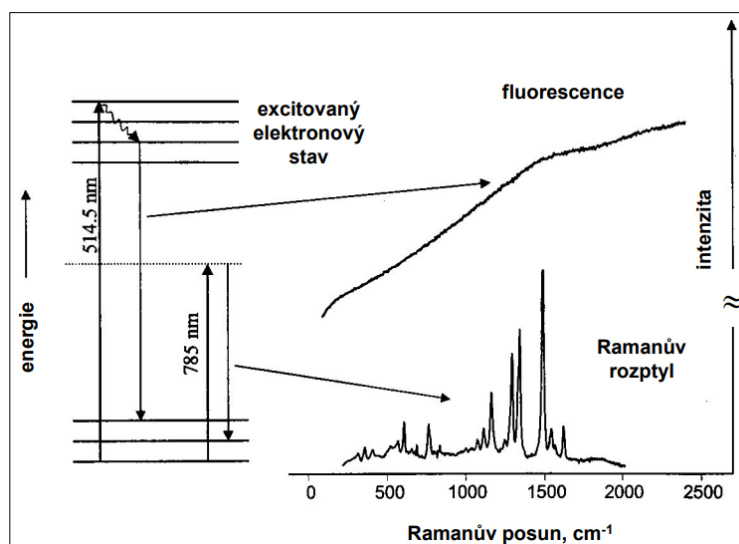 fluorescence
excitovaný
elektronový
stav
514.5 nm
energie
785 nm
intenzita
≈
Ramanův
rozptyl
0 500 1000 1500 2000 2500
Ramanův posun, cm⁻¹